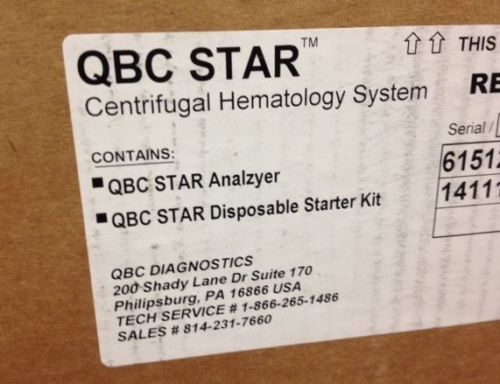 QBC STAR™
⇧⇧ THIS
Centrifugal Hematology System
CONTAINS:
▪ QBC STAR Analzyer
▪ QBC STAR Disposable Starter Kit
Serial /
6151
14111
QBC DIAGNOSTICS
200 Shady Lane Dr Suite 170
Philipsburg, PA 16866 USA
TECH SERVICE # 1-866-265-1486
SALES # 814-231-7660